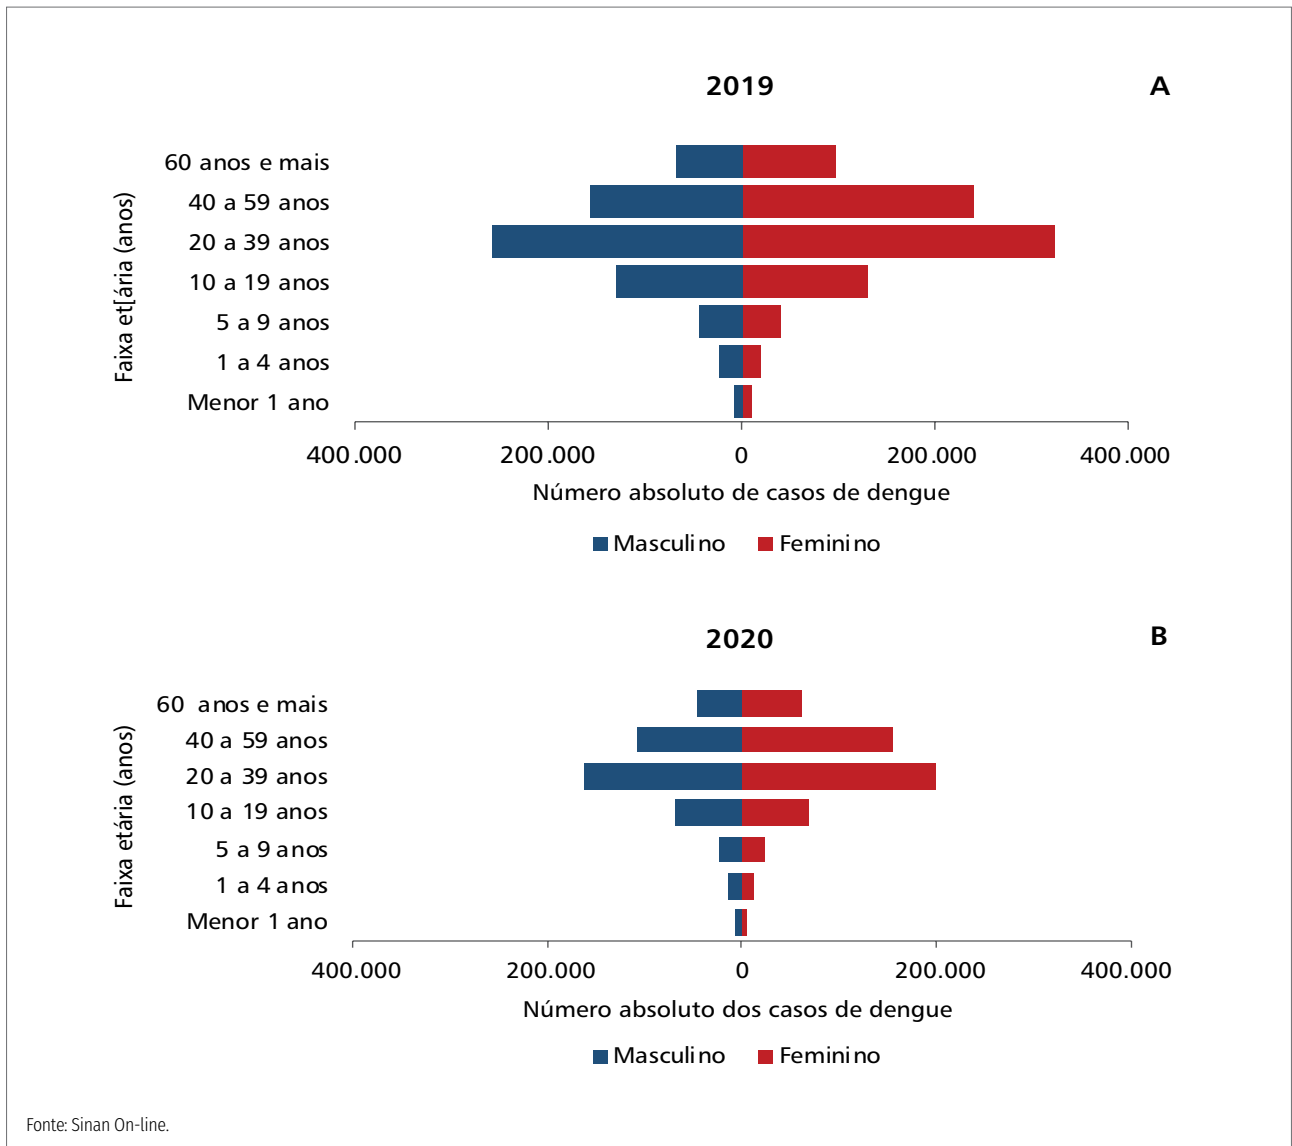 2019
A
Faixa et[ária (anos)
60 anos e mais
40 a 59 anos
20 a 39 anos
10 a 19 anos
5 a 9 anos
1 a 4 anos
Menor 1 ano
400.000 200.000 0 200.000 400.000
Número absoluto de casos de dengue
Masculino Feminino
2020
B
Faixa etária (anos)
60 anos e mais
40 a 59 anos
20 a 39 anos
10 a 19 anos
5 a 9 anos
1 a 4 anos
Menor 1 ano
400.000 200.000 0 200.000 400.000
Número absoluto dos casos de dengue
Masculino Feminino
Fonte: Sinan On-line.